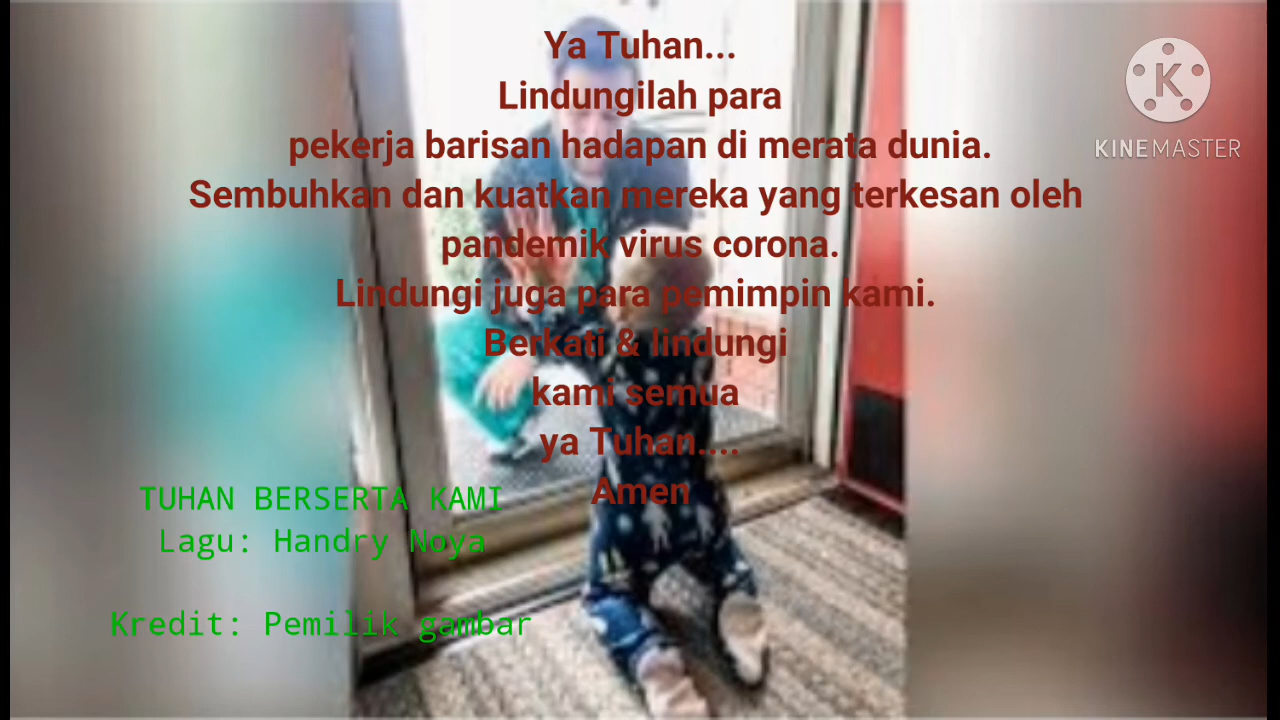 Ya Tuhan...
Lindungilah para
pekerja barisan hadapan di merata dunia.
Sembuhkan dan kuatkan mereka yang terkesan oleh
pandemik virus corona.
Lindungi juga para pemimpin kami.
Berkati & lindungi
kami semua
ya Tuhan....
Amen
TUHAN BERSERTA KAMI
Lagu: Handry Noya
Kredit: Pemilik gambar
K
KINEMASTER